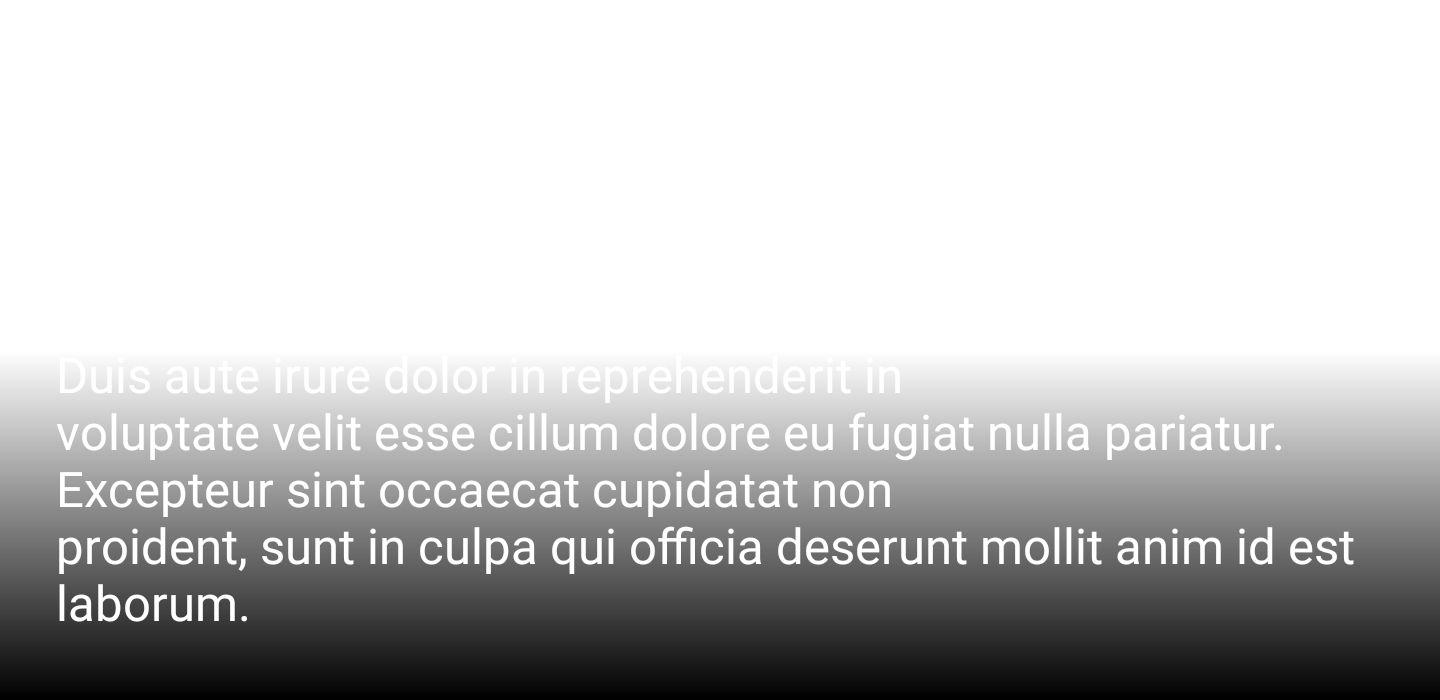 Duis aute irure dolor in reprehenderit in
voluptate velit esse cillum dolore eu fugiat nulla pariatur.
Excepteur sint occaecat cupidatat non
proident, sunt in culpa qui officia deserunt mollit anim id est
laborum.